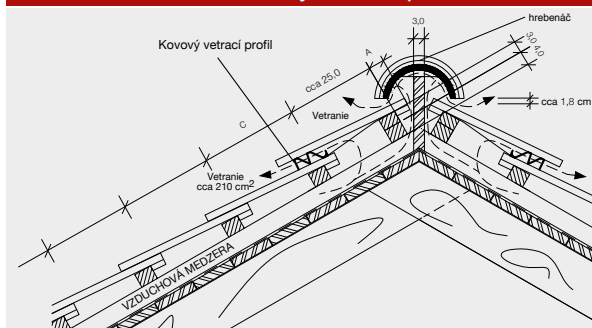 3,0
hrebenáč
Kovový vetrací profil
A
3,0 4,0
cca 25,0
cca 1,8 cm
C
Vetranie
Vetranie
cca 210 cm²
VZDUCHOVÁ MEDZERA